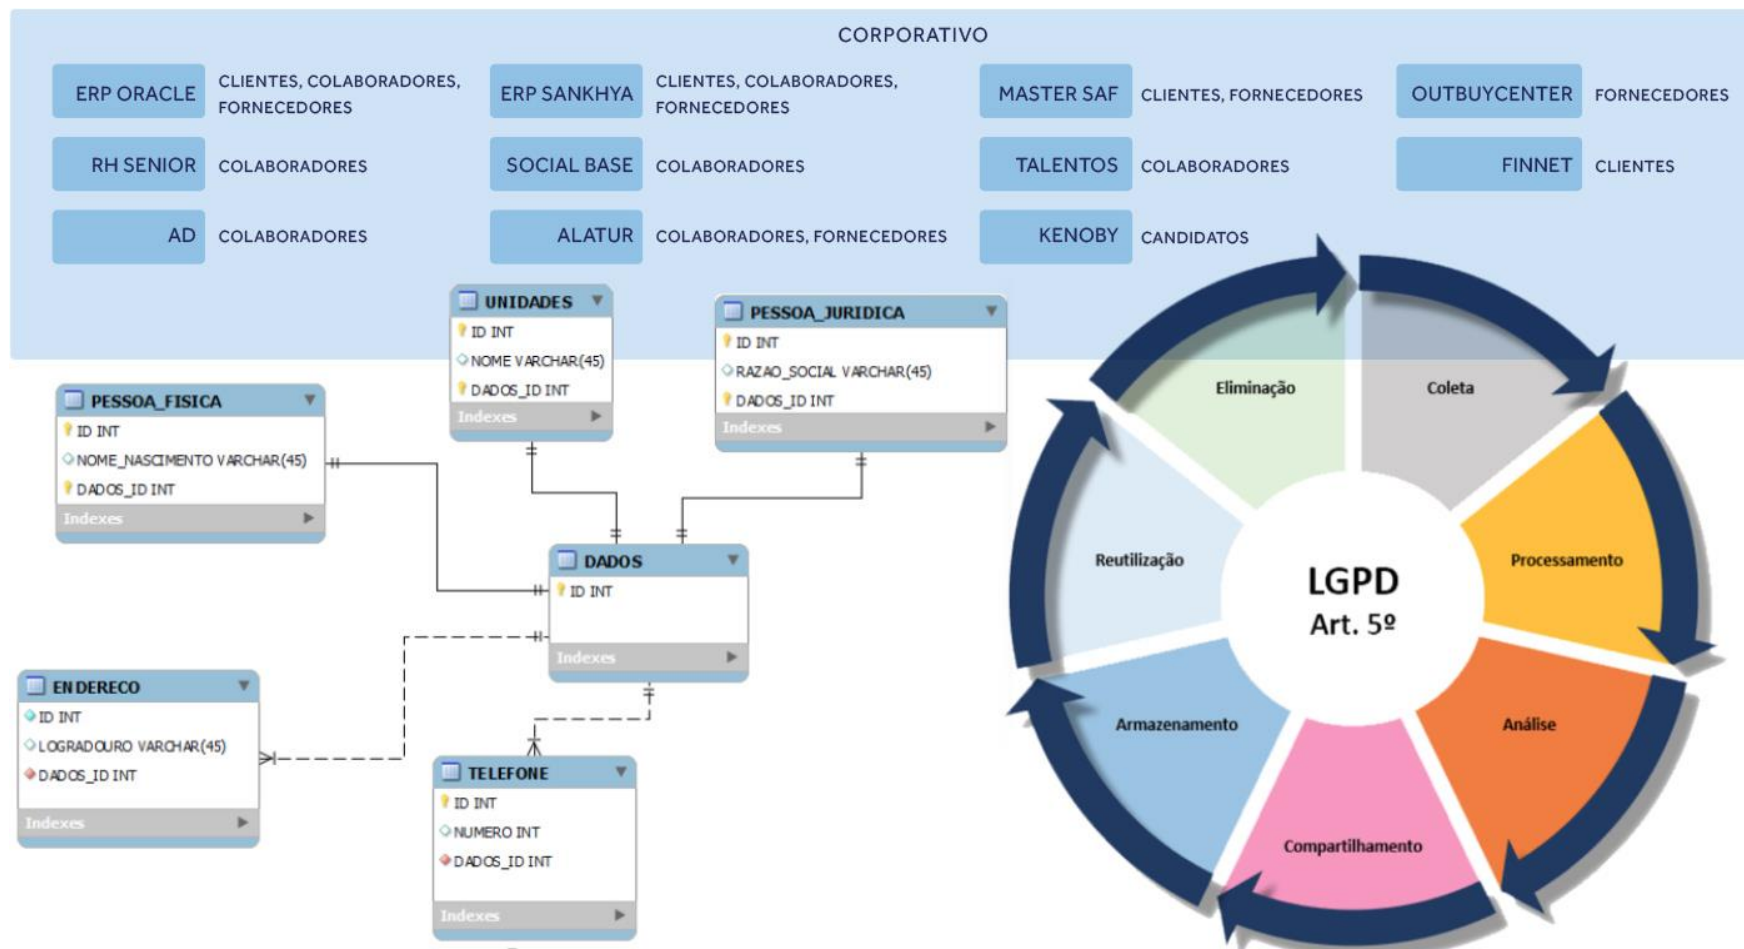 CORPORATIVO
ERP ORACLE
CLIENTES, COLABORADORES,
FORNECEDORES
ERP SANKHYA
CLIENTES, COLABORADORES,
FORNECEDORES
MASTER SAF
CLIENTES, FORNECEDORES
OUTBUYCENTER
FORNECEDORES
RH SENIOR
COLABORADORES
SOCIAL BASE
COLABORADORES
TALENTOS
COLABORADORES
FINNET
CLIENTES
AD
COLABORADORES
ALATUR
COLABORADORES, FORNECEDORES
KENOBY
CANDIDATOS
UNIDADES
ID INT
NOME VARCHAR(45)
DADOS_ID INT
Indexes
PESSOA_JURIDICA
ID INT
RAZAO_SOCIAL VARCHAR(45)
DADOS_ID INT
Indexes
PESSOA_FISICA
ID INT
NOME_NASCIMENTO VARCHAR(45)
DADOS_ID INT
Indexes
DADOS
ID INT
Indexes
ENDERECO
ID INT
LOGRADOURO VARCHAR(45)
DADOS_ID INT
Indexes
TELEFONE
ID INT
NUMERO INT
DADOS_ID INT
Indexes
Eliminação
Coleta
Reutilização
Processamento
LGPD
Art. 5º
Armazenamento
Análise
Compartilhamento